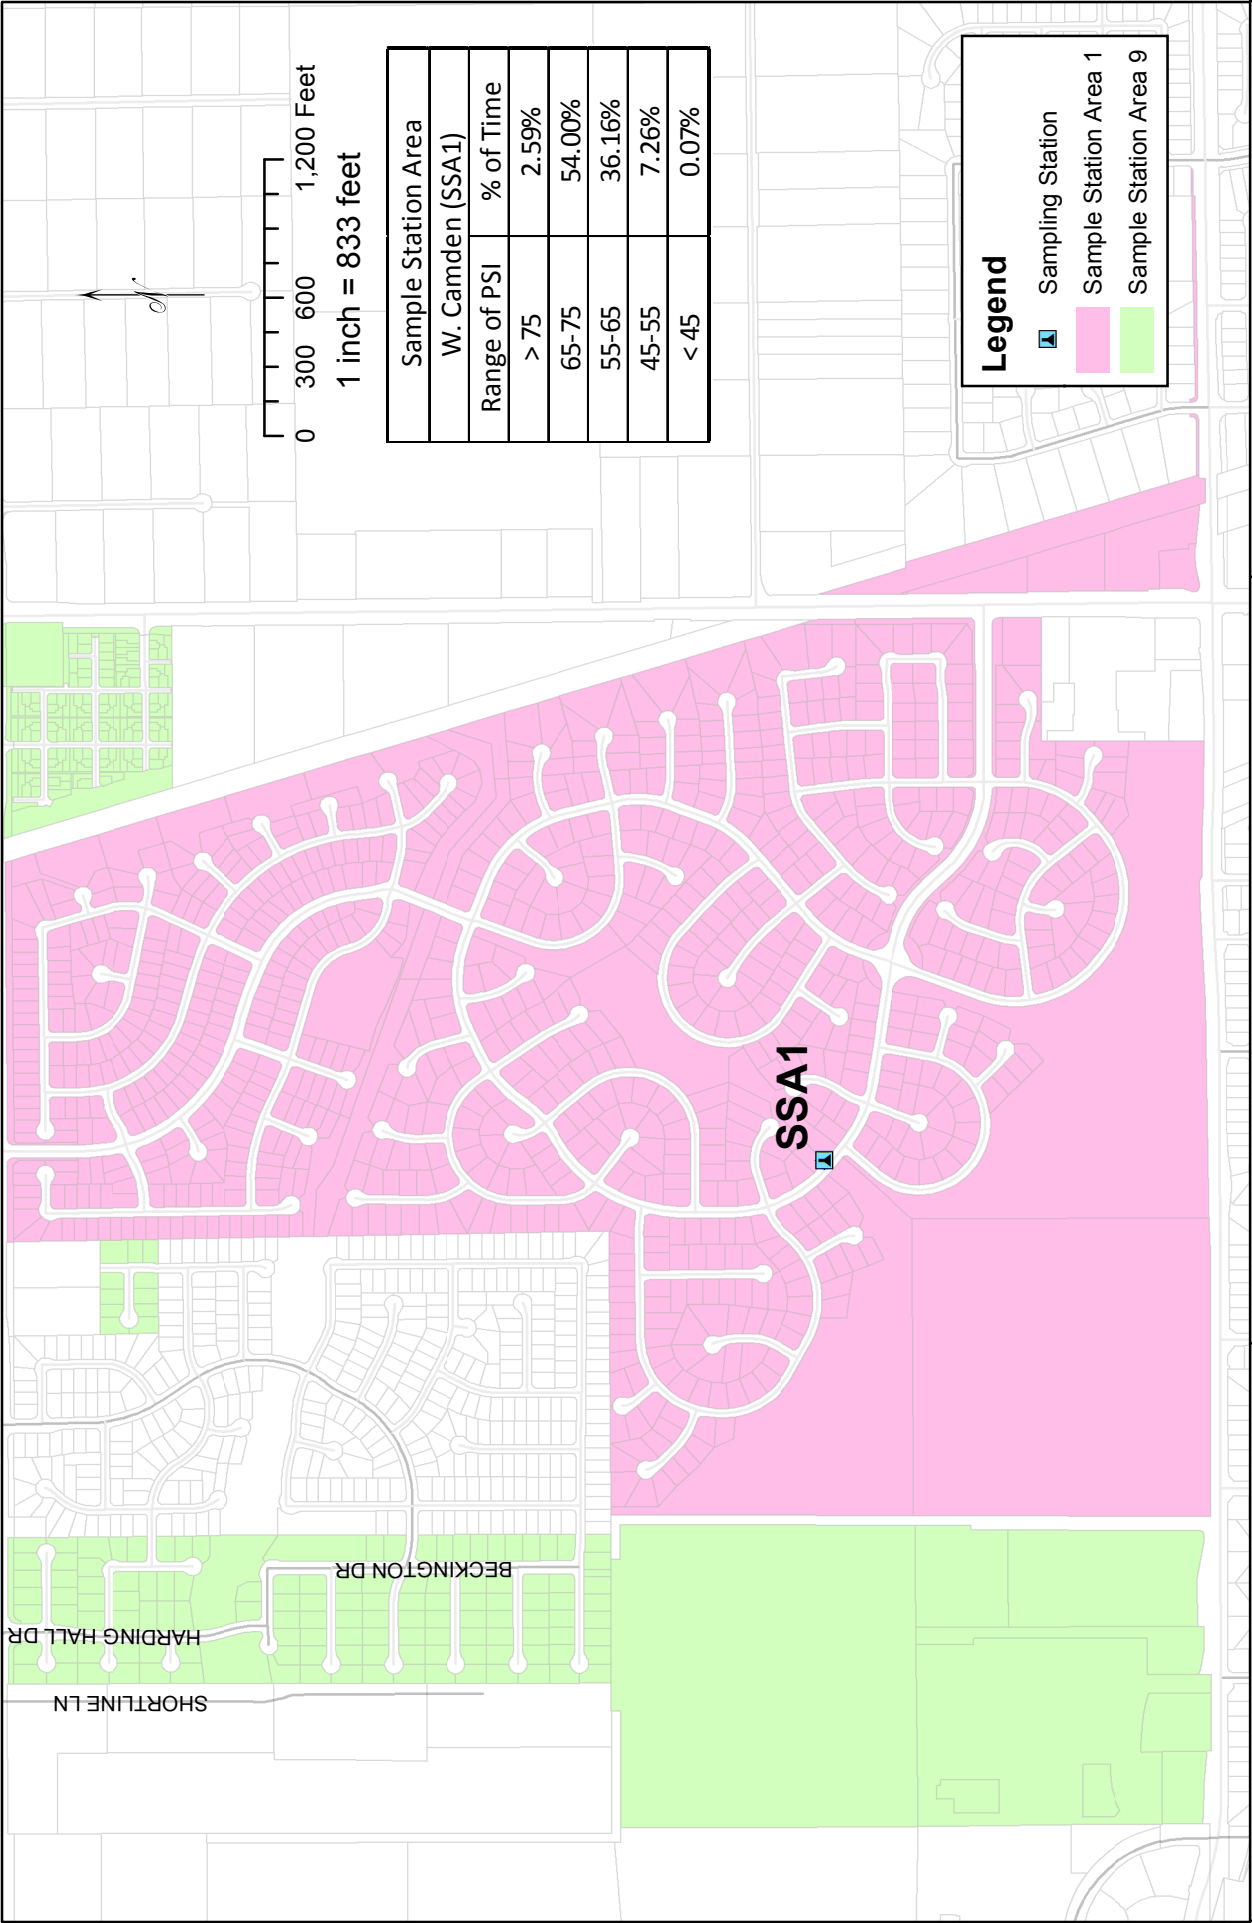 HARDING HALL DR
BECKINGTON DR
SHORTLINE LN
SSA1
0 300 600 1,200 Feet
1 inch = 833 feet
Sample Station Area
W. Camden (SSA1)
Range of PSI % of Time
> 75 2.59%
65-75 54.00%
55-65 36.16%
45-55 7.26%
< 45 0.07%
Legend
Sampling Station
Sample Station Area 1
Sample Station Area 9